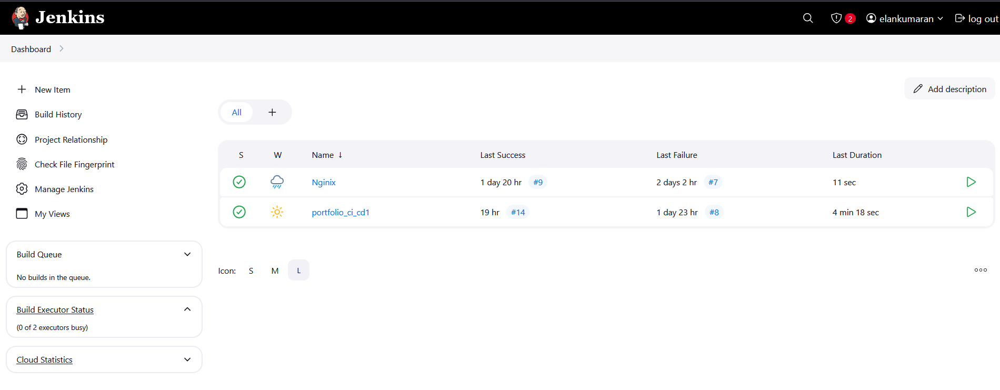 Jenkins
2 elankumaran log out
Dashboard
New Item
Build History
Project Relationship
Check File Fingerprint
Manage Jenkins
My Views
Build Queue
No builds in the queue.
Build Executor Status
(0 of 2 executors busy)
Cloud Statistics
Add description
All +
S W Name ↓ Last Success Last Failure Last Duration
Nginix 1 day 20 hr #9 2 days 2 hr #7 11 sec
portfolio_ci_cd1 19 hr #14 1 day 23 hr #8 4 min 18 sec
Icon: S M L